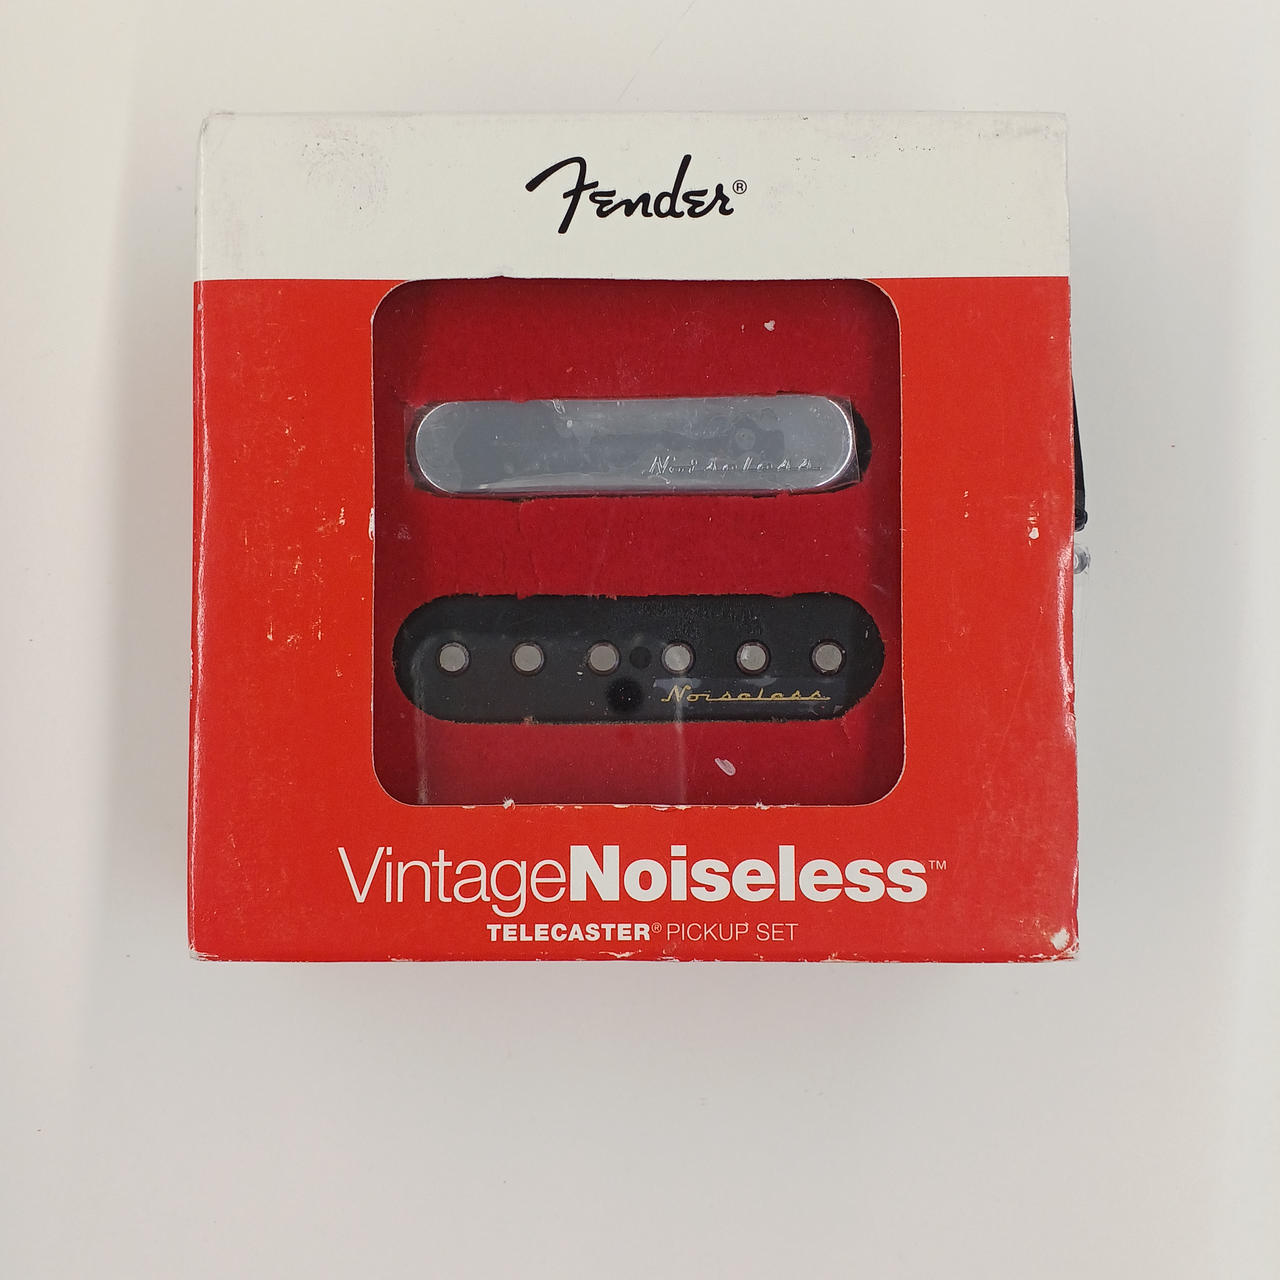 Fender®
Noiseless
Noiseless
VintageNoiseless™
TELECASTER® PICKUP SET